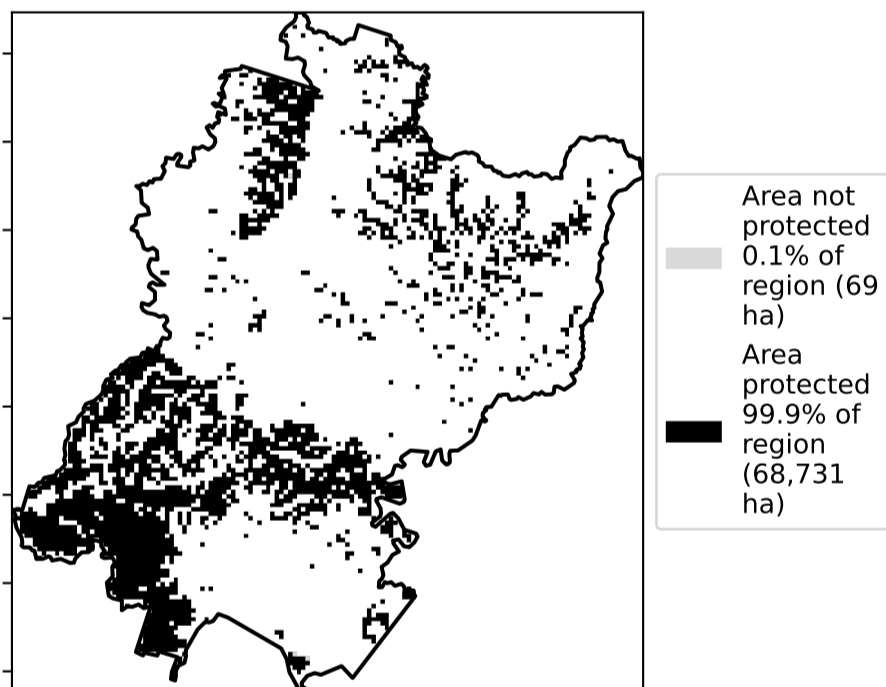 Area not
protected
0.1% of
region (69
ha)
Area
protected
99.9% of
region
(68,731
ha)